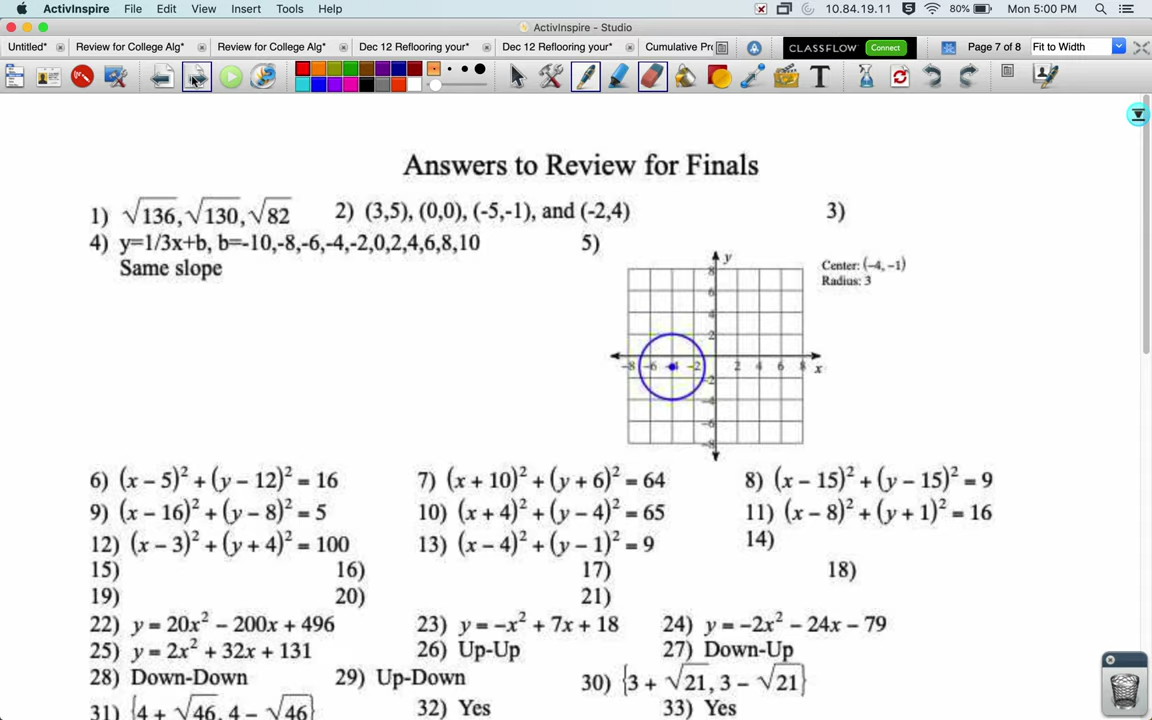 ActivInspire File Edit View Insert Tools Help 10.84.19.11 80% Mon 5:00 PM
ActivInspire - Studio
Untitled* Review for College Alg* Review for College Alg* Dec 12 Reflooring your* Dec 12 Reflooring your* Cumulative Pr CLASSFLOW Connect Page 7 of 8 Fit to Width
Answers to Review for Finals
1) √136, √130, √82 2) (3,5), (0,0), (-5,-1), and (-2,4) 3)
4) y=1/3x+b, b=-10,-8,-6,-4,-2,0,2,4,6,8,10 5)
Same slope
y
Center: (−4, −1)
Radius: 3
8
6
4
2
-8 -6 -4 -2 2 4 6 8 x
-2
-4
-6
-8
6) (x − 5)² + (y − 12)² = 16 7) (x + 10)² + (y + 6)² = 64 8) (x − 15)² + (y − 15)² = 9
9) (x − 16)² + (y − 8)² = 5 10) (x + 4)² + (y − 4)² = 65 11) (x − 8)² + (y + 1)² = 16
12) (x − 3)² + (y + 4)² = 100 13) (x − 4)² + (y − 1)² = 9 14)
15) 16) 17) 18)
19) 20) 21)
22) y = 20x² − 200x + 496 23) y = −x² + 7x + 18 24) y = −2x² − 24x − 79
25) y = 2x² + 32x + 131 26) Up-Up 27) Down-Up
28) Down-Down 29) Up-Down 30) {3 + √21, 3 − √21}
31) {4 + √46, 4 − √46} 32) Yes 33) Yes